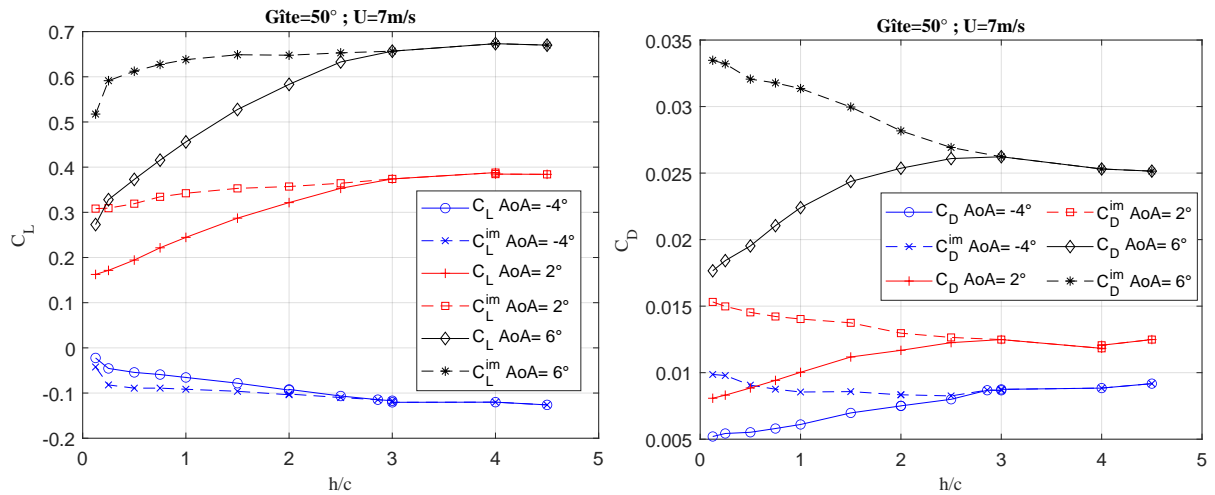 Gîte=50° ; U=7m/s
0.7
0.6
0.5
0.4
0.3
0.2
0.1
0
-0.1
-0.2
C_L
0 1 2 3 4 5
h/c
C_L AoA= -4°
C_L^im AoA= -4°
C_L AoA= 2°
C_L^im AoA= 2°
C_L AoA= 6°
C_L^im AoA= 6°
Gîte=50° ; U=7m/s
0.035
0.03
0.025
0.02
0.015
0.01
0.005
C_D
0 1 2 3 4 5
h/c
C_D AoA= -4°
C_D^im AoA= -4°
C_D AoA= 2°
C_D^im AoA= 2°
C_D AoA= 6°
C_D^im AoA= 6°